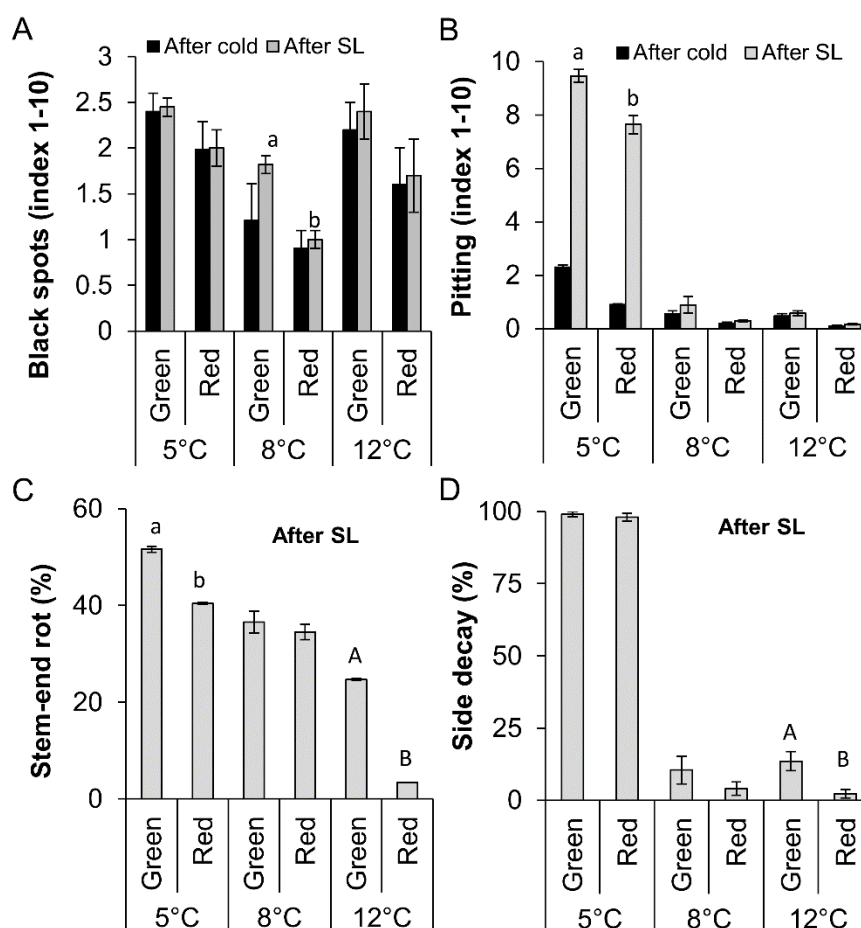 A
After cold After SL
Black spots (index 1-10)
3
2.5
2
1.5
1
0.5
0
a
b
Green Red Green Red Green Red
5°C 8°C 12°C
B
After cold After SL
Pitting (index 1-10)
10
8
6
4
2
0
a
b
Green Red Green Red Green Red
5°C 8°C 12°C
C
After SL
Stem-end rot (%)
60
40
20
0
a
b
A
B
Green Red Green Red Green Red
5°C 8°C 12°C
D
After SL
Side decay (%)
100
75
50
25
0
A
B
Green Red Green Red Green Red
5°C 8°C 12°C